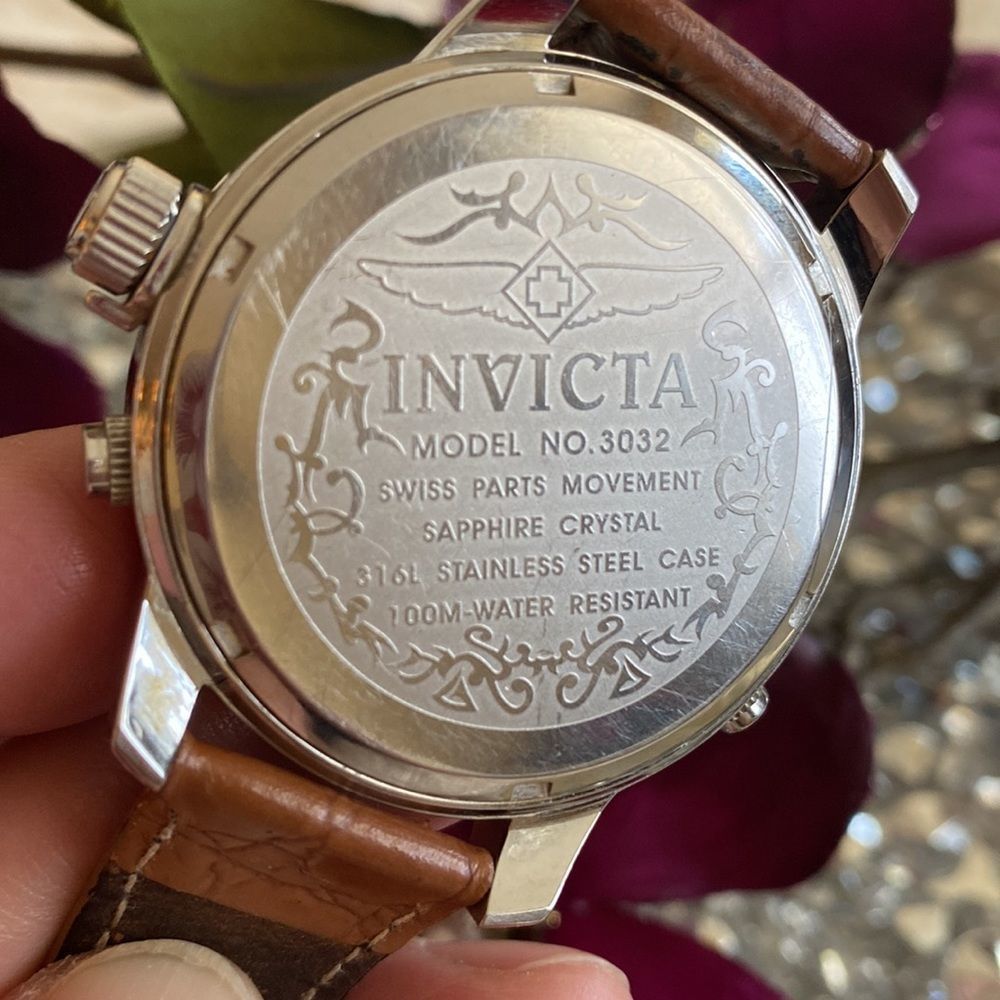 INVICTA
MODEL NO.3032
SWISS PARTS MOVEMENT
SAPPHIRE CRYSTAL
316L STAINLESS STEEL CASE
100M-WATER RESISTANT